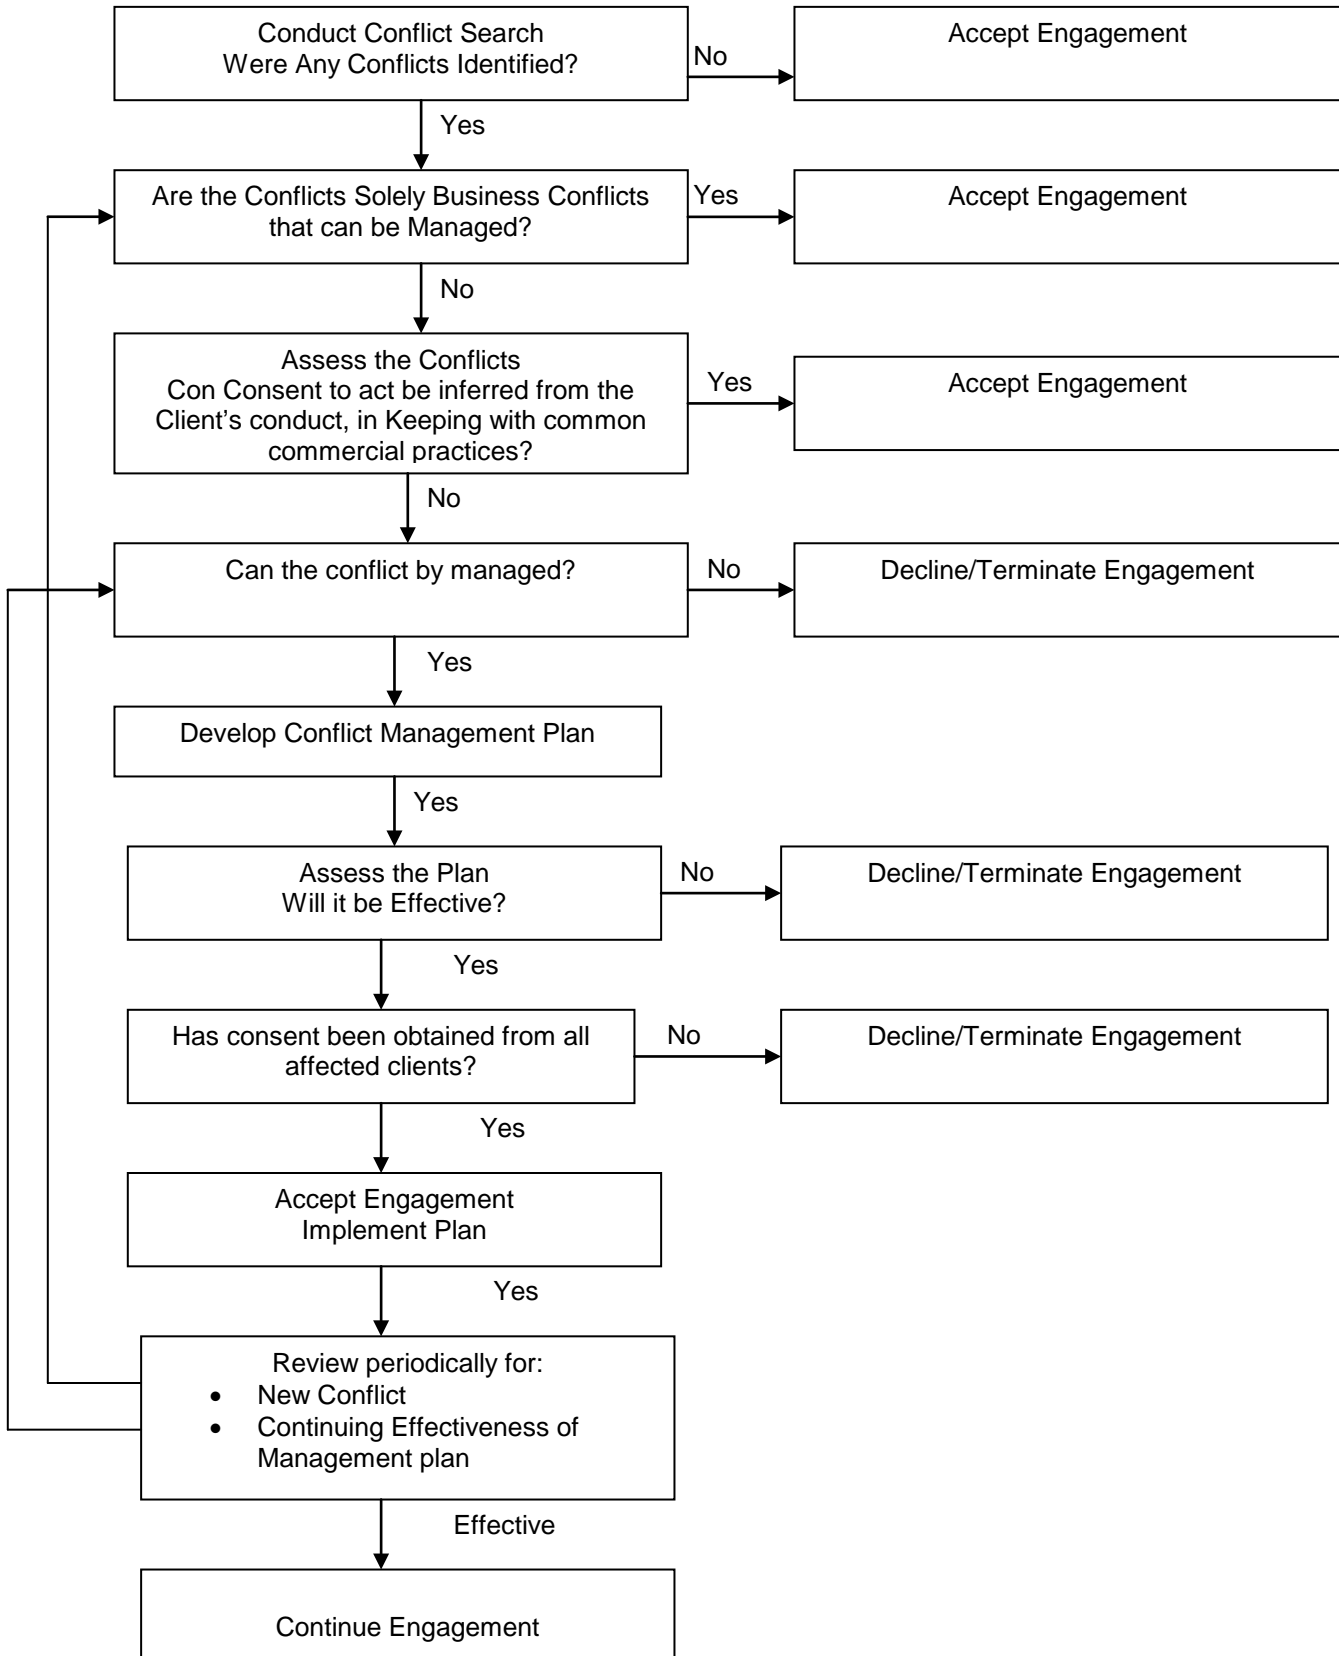 Conduct Conflict Search
Were Any Conflicts Identified?
No
Accept Engagement
Yes
Are the Conflicts Solely Business Conflicts
that can be Managed?
Yes
Accept Engagement
No
Assess the Conflicts
Con Consent to act be inferred from the
Client's conduct, in Keeping with common
commercial practices?
Yes
Accept Engagement
No
Can the conflict by managed?
No
Decline/Terminate Engagement
Yes
Develop Conflict Management Plan
Yes
Assess the Plan
Will it be Effective?
No
Decline/Terminate Engagement
Yes
Has consent been obtained from all
affected clients?
No
Decline/Terminate Engagement
Yes
Accept Engagement
Implement Plan
Yes
Review periodically for:
• New Conflict
• Continuing Effectiveness of
Management plan
Effective
Continue Engagement